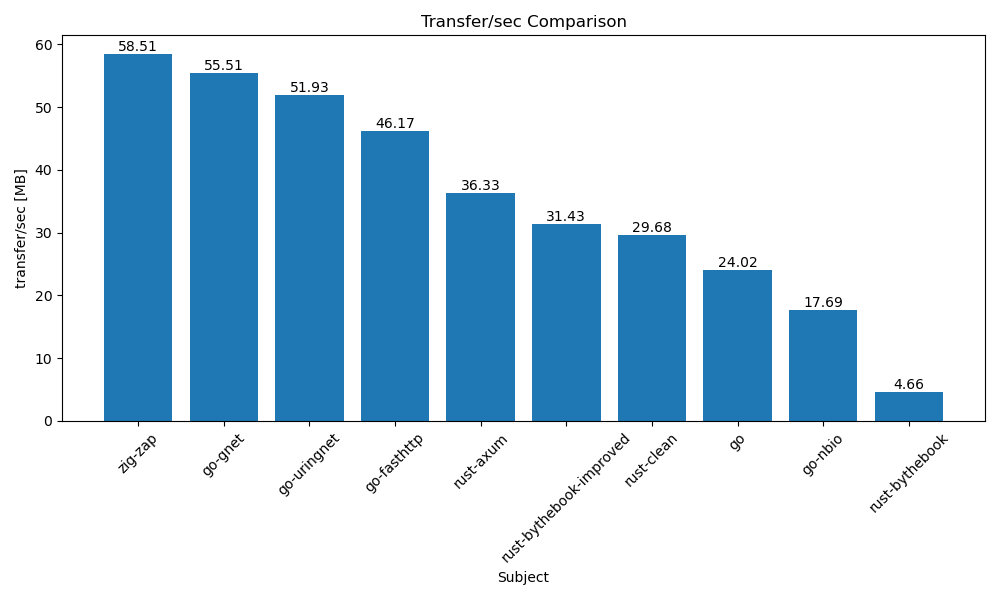 Transfer/sec Comparison
transfer/sec [MB]
60
50
40
30
20
10
0
58.51
55.51
51.93
46.17
36.33
31.43
29.68
24.02
17.69
4.66
zig-zap
go-gnet
go-uringnet
go-fasthttp
rust-axum
rust-bythebook-improved
rust-clean
go
go-nbio
rust-bythebook
Subject